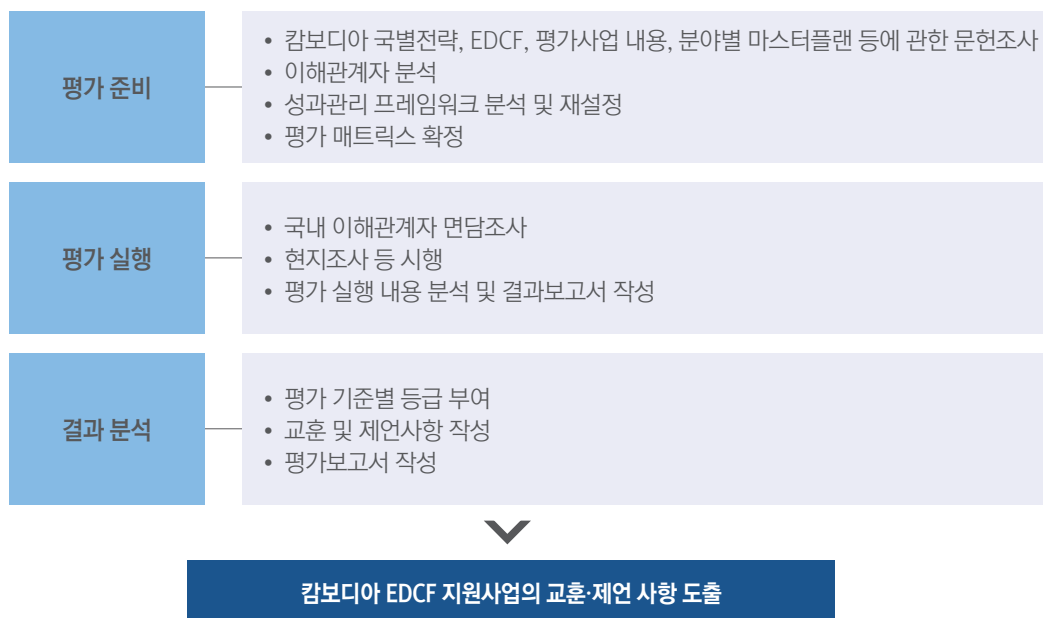 평가 준비
• 캄보디아 국별전략, EDCF, 평가사업 내용, 분야별 마스터플랜 등에 관한 문헌조사
• 이해관계자 분석
• 성과관리 프레임워크 분석 및 재설정
• 평가 매트릭스 확정
평가 실행
• 국내 이해관계자 면담조사
• 현지조사 등 시행
• 평가 실행 내용 분석 및 결과보고서 작성
결과 분석
• 평가 기준별 등급 부여
• 교훈 및 제언사항 작성
• 평가보고서 작성
캄보디아 EDCF 지원사업의 교훈·제언 사항 도출